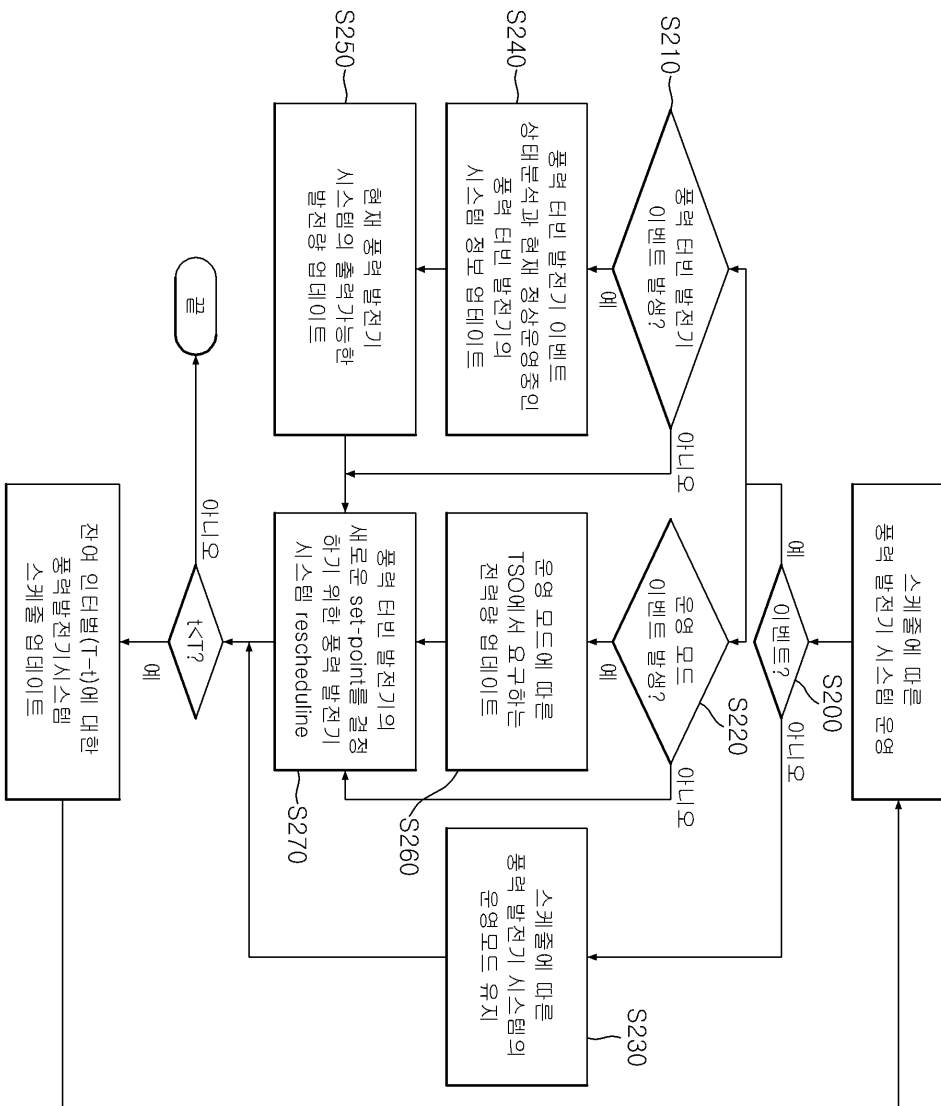 스케줄에 따른
풍력 발전기 시스템 운영
이벤트?
S200
예
아니오
풍력 터빈 발전기
이벤트 발생?
S210
예
아니오
운영 모드
이벤트 발생?
S220
예
아니오
풍력 터빈 발전기 이벤트
상태분석과 현재 정상운영중인
풍력 터빈 발전기의
시스템 정보 업데이트
S240
운영 모드에 따른
TSO에서 요구하는
전력량 업데이트
S260
스케줄에 따른
풍력 발전기 시스템의
운영모드 유지
S230
현재 풍력 발전기
시스템의 출력가능한
발전량 업데이트
S250
풍력 터빈 발전기의
새로운 set-point를 결정
하기 위한 풍력 발전기
시스템 rescheduline
S270
t<T?
아니오
예
끝
잔여 인터벌(T-t)에 대한
풍력발전기시스템
스케줄 업데이트